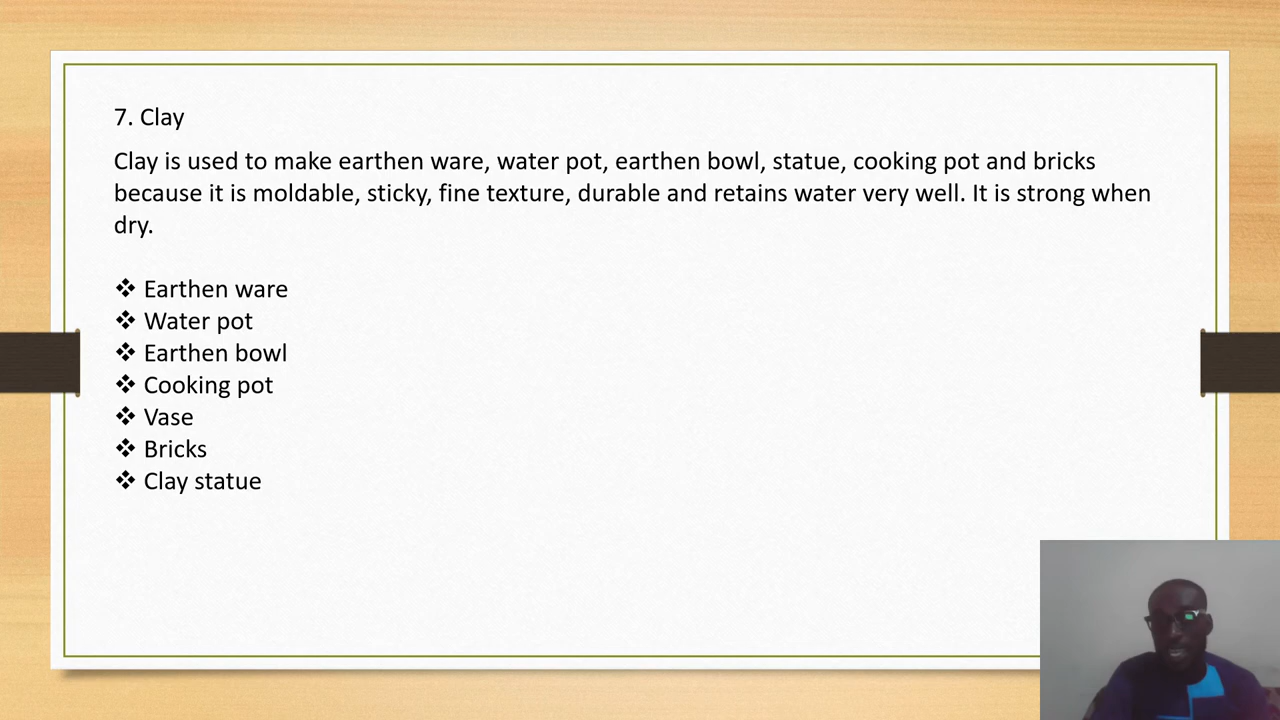 7. Clay
Clay is used to make earthen ware, water pot, earthen bowl, statue, cooking pot and bricks
because it is moldable, sticky, fine texture, durable and retains water very well. It is strong when
dry.
❖ Earthen ware
❖ Water pot
❖ Earthen bowl
❖ Cooking pot
❖ Vase
❖ Bricks
❖ Clay statue